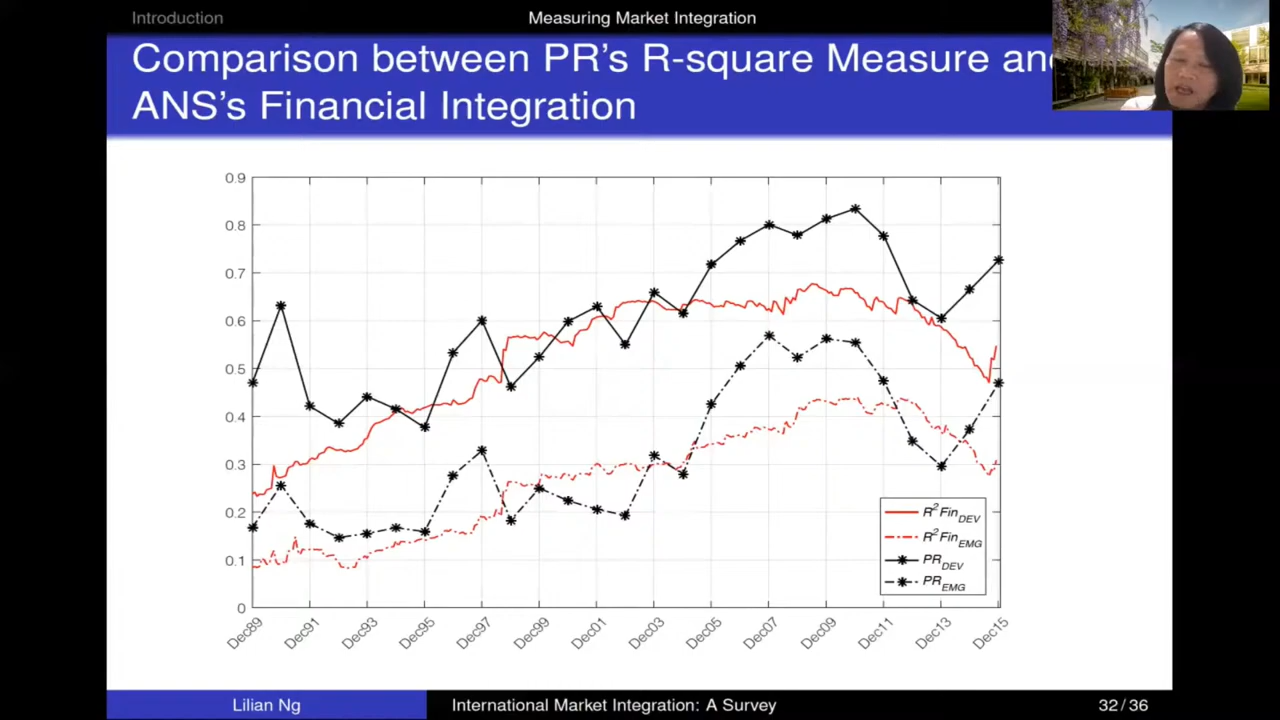 Introduction
Measuring Market Integration
Comparison between PR's R-square Measure and
ANS's Financial Integration
0.9
0.8
0.7
0.6
0.5
0.4
0.3
0.2
0.1
0
Dec89
Dec91
Dec93
Dec95
Dec97
Dec99
Dec01
Dec03
Dec05
Dec07
Dec09
Dec11
Dec13
Dec15
R²Fin_DEV
R²Fin_EMG
PR_DEV
PR_EMG
Lilian Ng
International Market Integration: A Survey
32 / 36